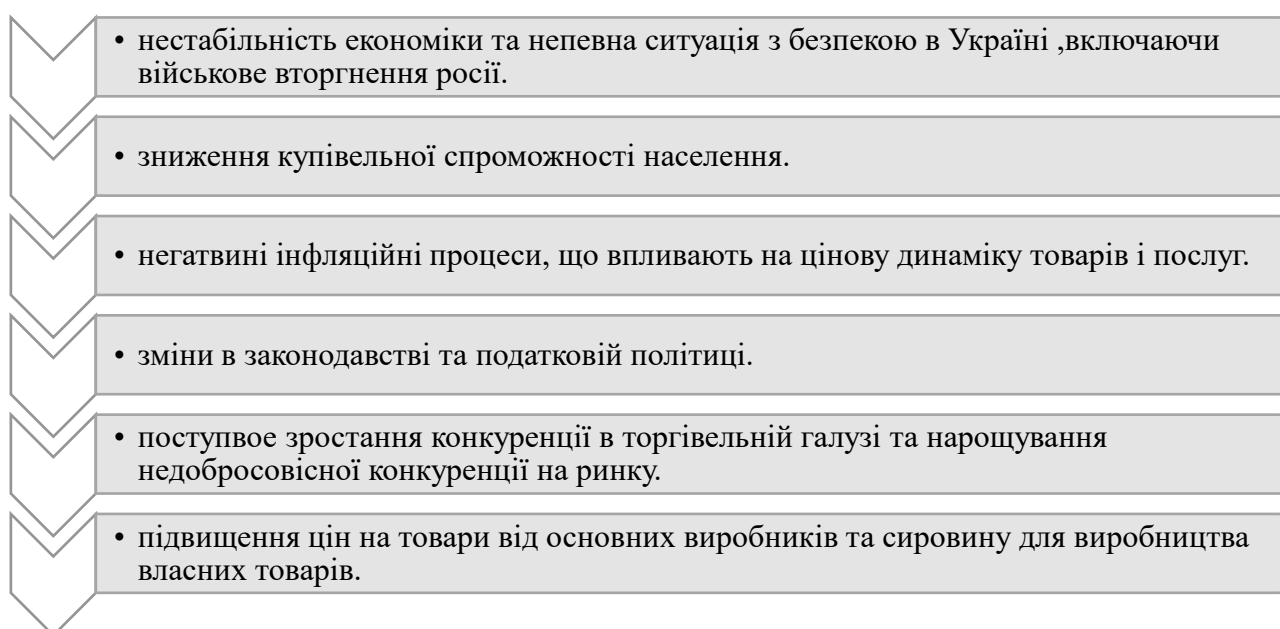 • нестабільність економіки та непевна ситуація з безпекою в Україні ,включаючи
військове вторгнення росії.
• зниження купівельної спроможності населення.
• негатвині інфляційні процеси, що впливають на цінову динаміку товарів і послуг.
• зміни в законодавстві та податковій політиці.
• поступвое зростання конкуренції в торгівельній галузі та нарощування
недобросовісної конкуренції на ринку.
• підвищення цін на товари від основних виробників та сировину для виробництва
власних товарів.